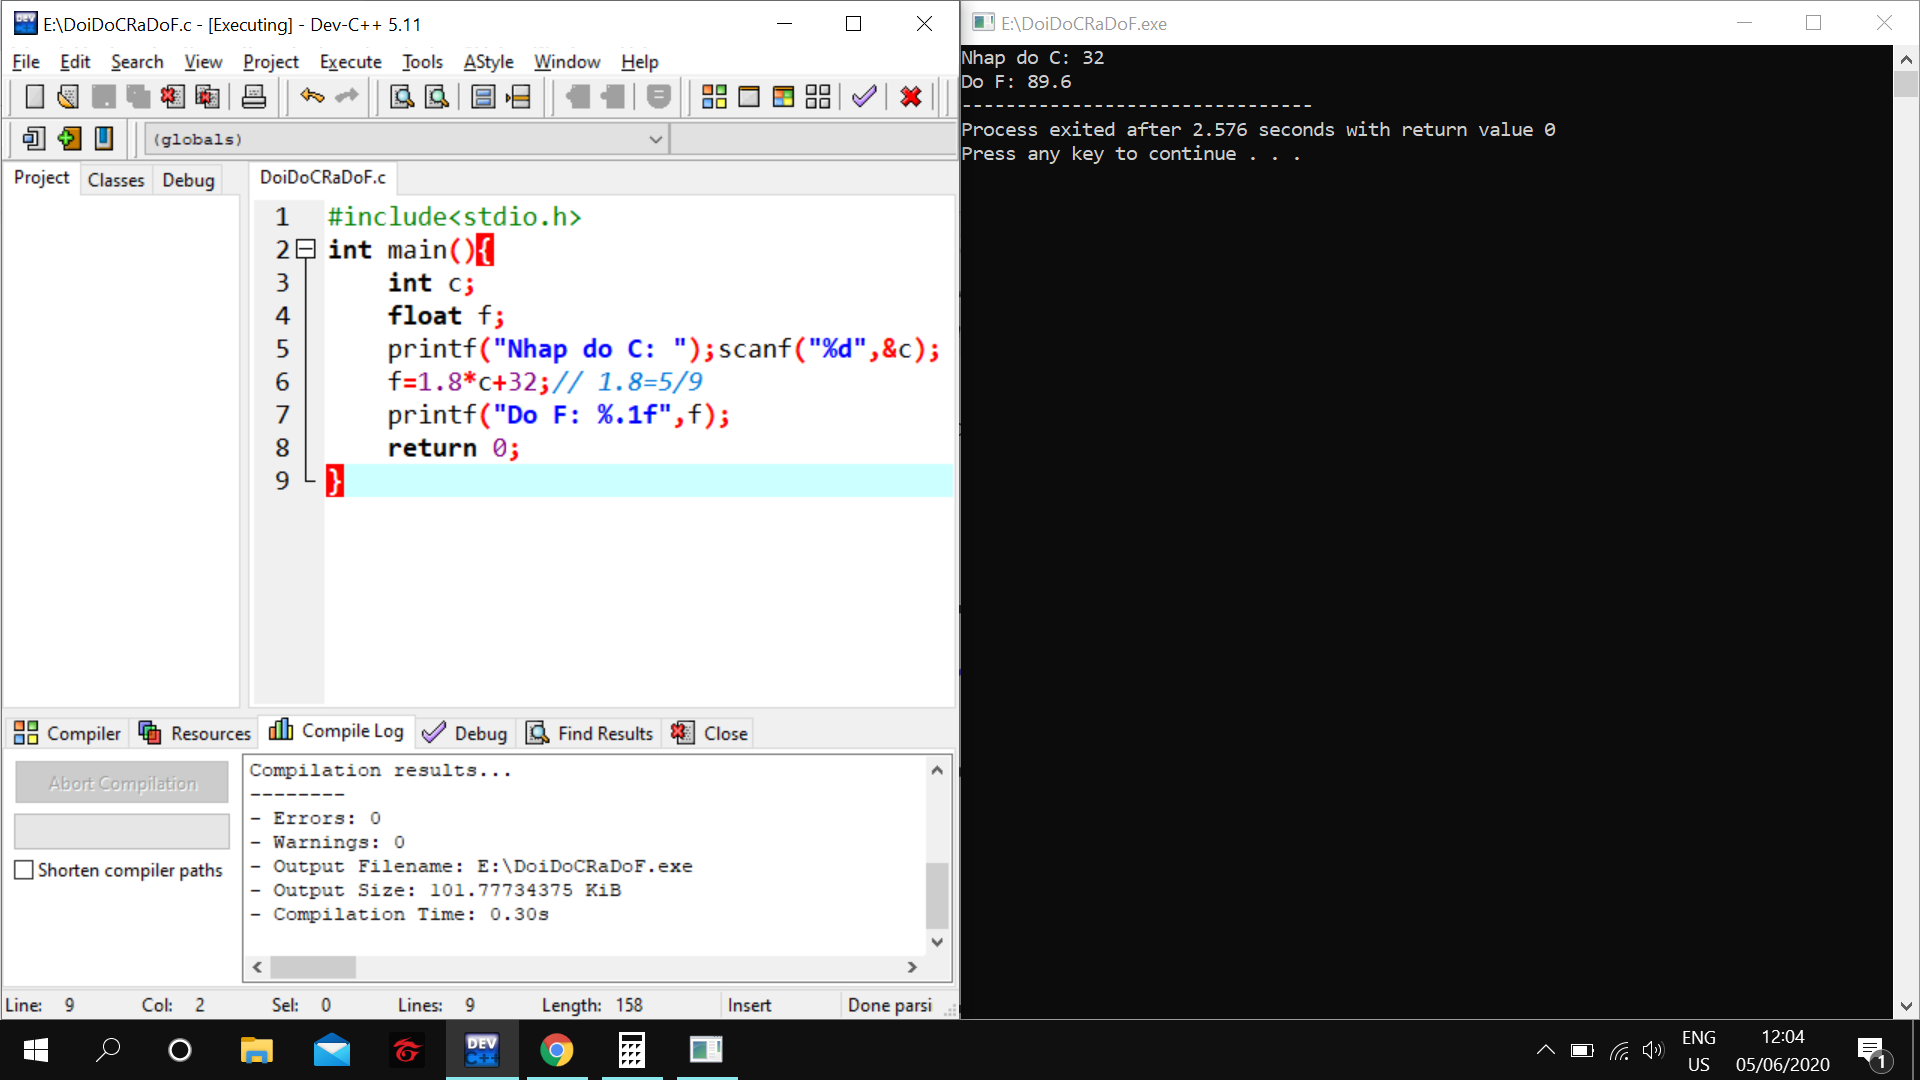 E:\DoiDoCRaDoF.c - [Executing] - Dev-C++ 5.11
File Edit Search View Project Execute Tools AStyle Window Help
(globals)
Project Classes Debug
DoiDoCRaDoF.c
1 #include<stdio.h>
2 int main(){
3 int c;
4 float f;
5 printf("Nhap do C: ");scanf("%d",&c);
6 f=1.8*c+32;// 1.8=5/9
7 printf("Do F: %.1f",f);
8 return 0;
9 }
Compiler Resources Compile Log Debug Find Results Close
Abort Compilation
Shorten compiler paths
Compilation results...
--------
- Errors: 0
- Warnings: 0
- Output Filename: E:\DoiDoCRaDoF.exe
- Output Size: 101.77734375 KiB
- Compilation Time: 0.30s
Line: 9 Col: 2 Sel: 0 Lines: 9 Length: 158 Insert Done parsi
E:\DoiDoCRaDoF.exe
Nhap do C: 32
Do F: 89.6
--------------------------------
Process exited after 2.576 seconds with return value 0
Press any key to continue . . .
DEV
C++
ENG
US
12:04
05/06/2020
1